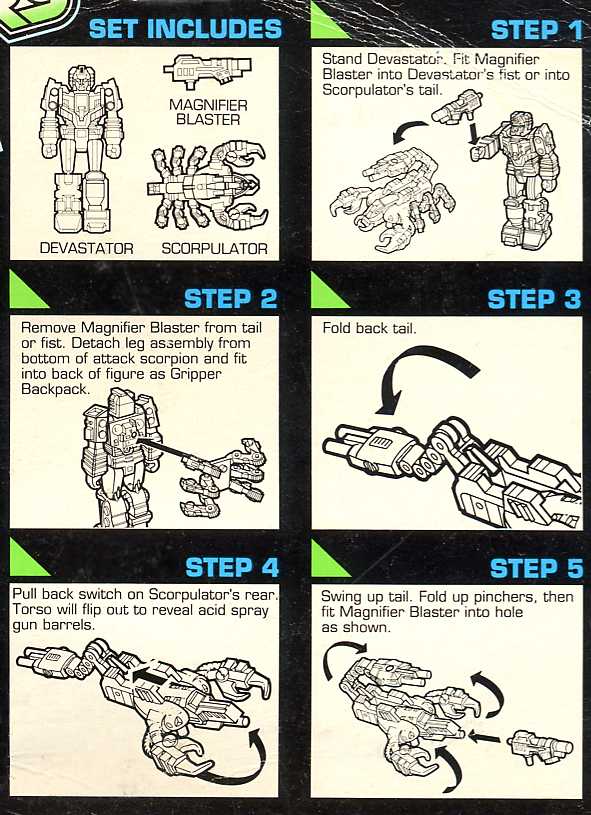 SET INCLUDES
MAGNIFIER
BLASTER
DEVASTATOR
SCORPULATOR
STEP 1
Stand Devastator. Fit Magnifier
Blaster into Devastator's fist or into
Scorpulator's tail.
STEP 2
Remove Magnifier Blaster from tail
or fist. Detach leg assembly from
bottom of attack scorpion and fit
into back of figure as Gripper
Backpack.
STEP 3
Fold back tail.
STEP 4
Pull back switch on Scorpulator's rear.
Torso will flip out to reveal acid spray
gun barrels.
STEP 5
Swing up tail. Fold up pinchers, then
fit Magnifier Blaster into hole
as shown.